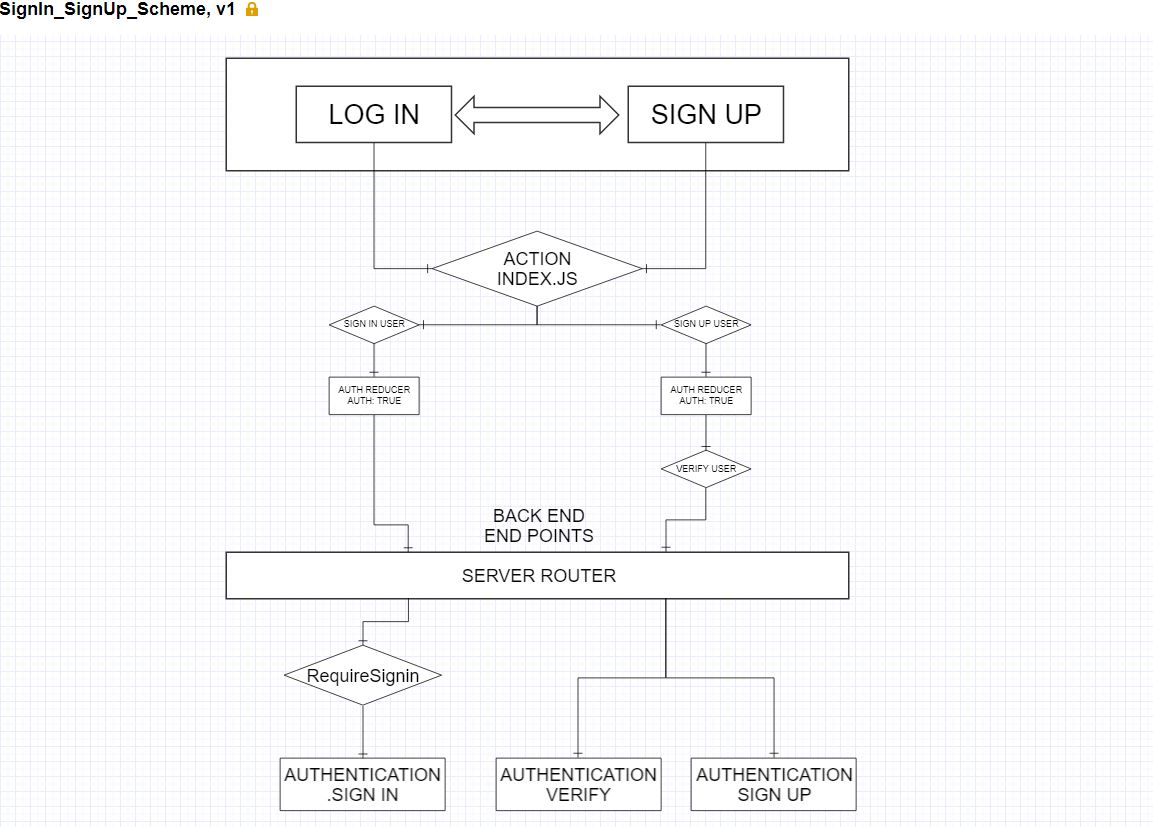 SignIn_SignUp_Scheme, v1
LOG IN
SIGN UP
ACTION
INDEX.JS
SIGN IN USER
SIGN UP USER
AUTH REDUCER
AUTH: TRUE
AUTH REDUCER
AUTH: TRUE
VERIFY USER
BACK END
END POINTS
SERVER ROUTER
RequireSignin
AUTHENTICATION
.SIGN IN
AUTHENTICATION
VERIFY
AUTHENTICATION
SIGN UP